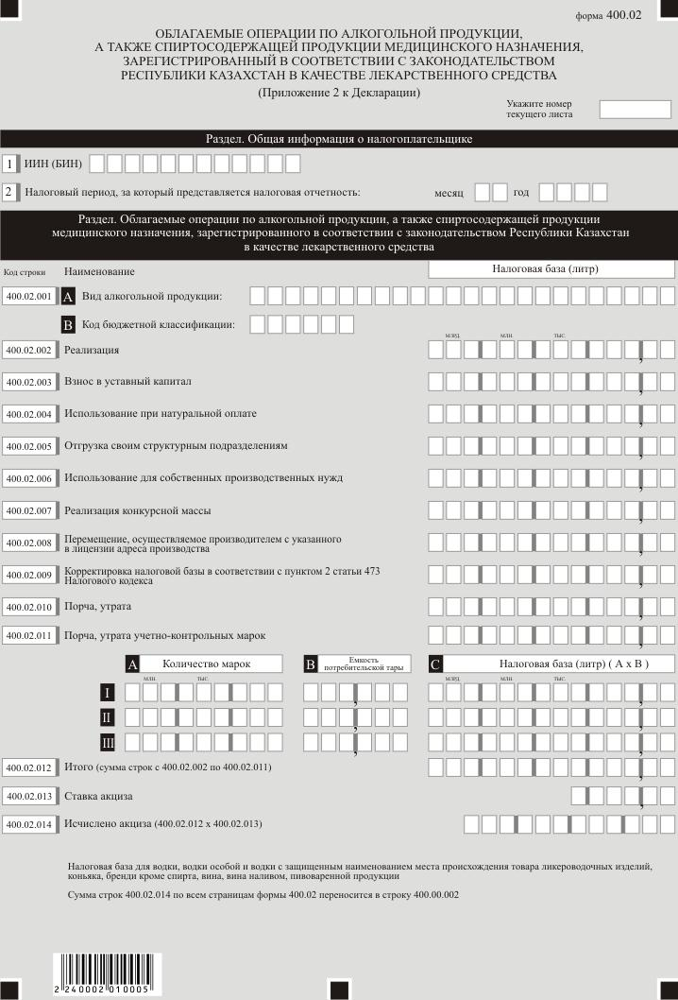 форма 400.02
ОБЛАГАЕМЫЕ ОПЕРАЦИИ ПО АЛКОГОЛЬНОЙ ПРОДУКЦИИ,
А ТАКЖЕ СПИРТОСОДЕРЖАЩЕЙ ПРОДУКЦИИ МЕДИЦИНСКОГО НАЗНАЧЕНИЯ,
ЗАРЕГИСТРИРОВАННЫЙ В СООТВЕТСТВИИ С ЗАКОНОДАТЕЛЬСТВОМ
РЕСПУБЛИКИ КАЗАХСТАН В КАЧЕСТВЕ ЛЕКАРСТВЕННОГО СРЕДСТВА
(Приложение 2 к Декларации)
Укажите номер
текущего листа
Раздел. Общая информация о налогоплательщике
1 ИИН (БИН)
2 Налоговый период, за который представляется налоговая отчетность: месяц год
Раздел. Облагаемые операции по алкогольной продукции, а также спиртосодержащей продукции
медицинского назначения, зарегистрированного в соответствии с законодательством Республики Казахстан
в качестве лекарственного средства
Код строки Наименование Налоговая база (литр)
400.02.001 A Вид алкогольной продукции:
B Код бюджетной классификации:
МЛРД. МЛН. ТЫС.
400.02.002 Реализация ,
400.02.003 Взнос в уставный капитал ,
400.02.004 Использование при натуральной оплате ,
400.02.005 Отгрузка своим структурным подразделениям ,
400.02.006 Использование для собственных производственных нужд ,
400.02.007 Реализация конкурсной массы ,
400.02.008 Перемещение, осуществляемое производителем с указанного
в лицензии адреса производства ,
400.02.009 Корректировка налоговой базы в соответствии с пунктом 2 статьи 473
Налогового кодекса ,
400.02.010 Порча, утрата ,
400.02.011 Порча, утрата учетно-контрольных марок ,
A Количество марок B Емкость
потребительской тары C Налоговая база (литр) ( А х В )
МЛН. ТЫС. МЛРД. МЛН. ТЫС.
I , ,
II , ,
III , ,
400.02.012 Итого (сумма строк с 400.02.002 по 400.02.011) ,
400.02.013 Ставка акциза ,
400.02.014 Исчислено акциза (400.02.012 х 400.02.013)
Налоговая база для водки, водки особой и водки с защищенным наименованием места происхождения товара ликероводочных изделий,
коньяка, бренди кроме спирта, вина, вина наливом, пивоваренной продукции
Сумма строк 400.02.014 по всем страницам формы 400.02 переносится в строку 400.00.002
2 240002 010005